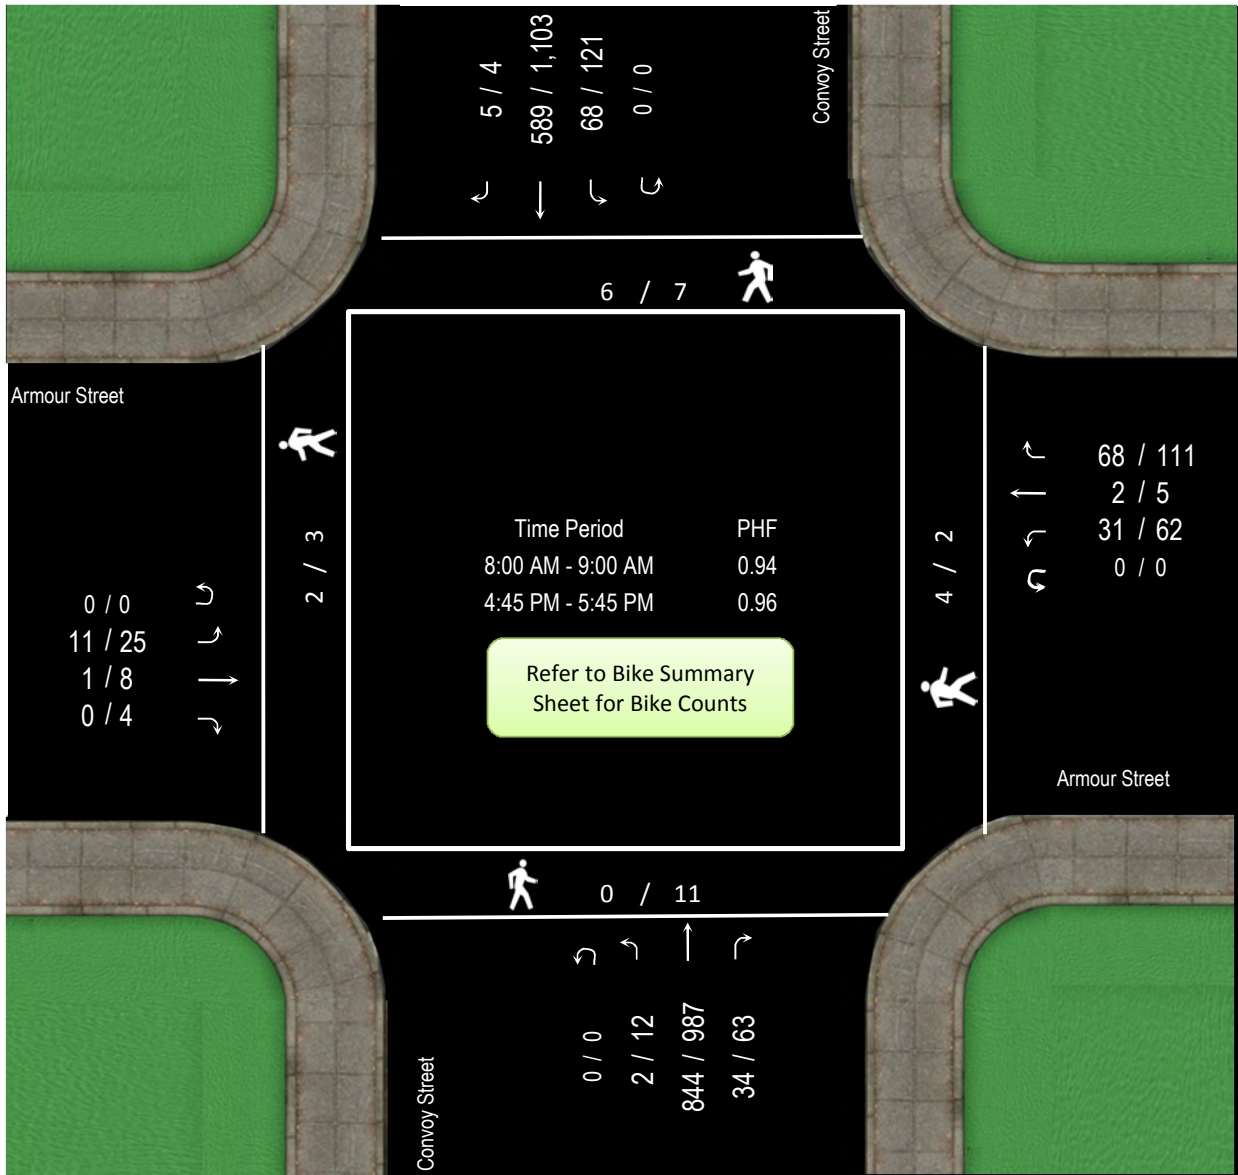 5 / 4
589 / 1,103
68 / 121
0 / 0
Convoy Street
6 / 7
Armour Street
2 / 3
0 / 0
11 / 25
1 / 8
0 / 4
Time Period PHF
8:00 AM - 9:00 AM 0.94
4:45 PM - 5:45 PM 0.96
Refer to Bike Summary
Sheet for Bike Counts
4 / 2
68 / 111
2 / 5
31 / 62
0 / 0
Armour Street
0 / 11
Convoy Street
0 / 0
2 / 12
844 / 987
34 / 63